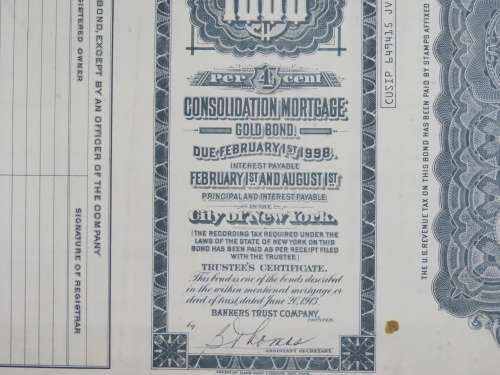 1000
Per 4 cent
CONSOLIDATION MORTGAGE
GOLD BOND.
DUE FEBRUARY 1ST 1998.
INTEREST PAYABLE
FEBRUARY 1ST AND AUGUST 1ST
PRINCIPAL AND INTEREST PAYABLE
IN THE
City of New York.
(THE RECORDING TAX REQUIRED UNDER THE
LAWS OF THE STATE OF NEW YORK ON THIS
BOND HAS BEEN PAID AS PER RECEIPT FILED
WITH THE TRUSTEE)
TRUSTEE'S CERTIFICATE.
This bond is one of the bonds described
in the within mentioned mortgage or
deed of trust, dated June 20, 1913.
BANKERS TRUST COMPANY,
TRUSTEE.
by
B Thomas
ASSISTANT SECRETARY.
BOND, EXCEPT BY AN OFFICER OF THE COMPANY
REGISTERED OWNER
SIGNATURE OF REGISTRAR
CUSIP 649415 JV
THE U.S. REVENUE TAX ON THIS BOND HAS BEEN PAID BY STAMPS AFFIXED